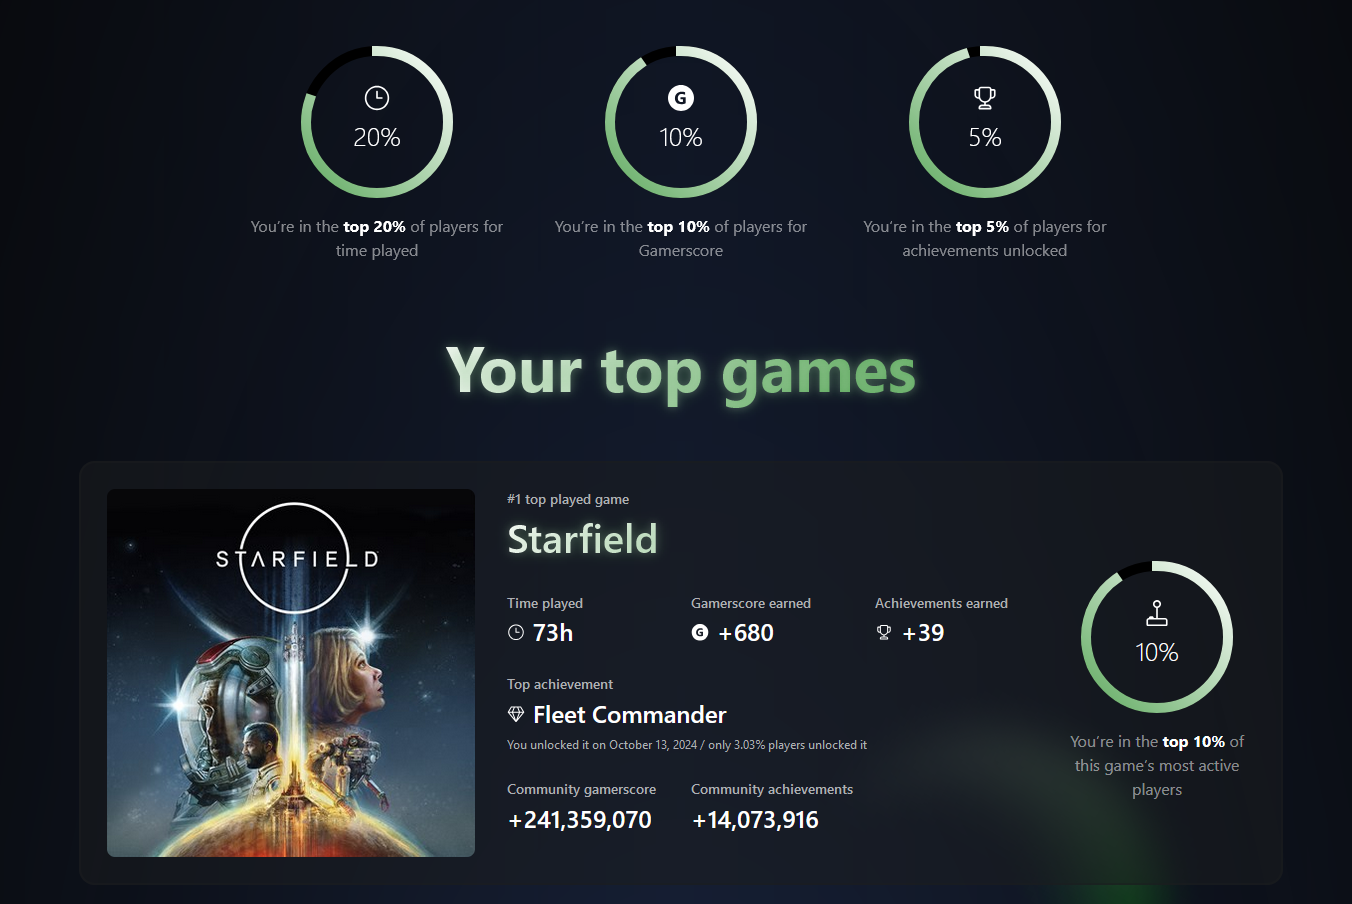 20%
10%
5%
You’re in the top 20% of players for
time played
You’re in the top 10% of players for
Gamerscore
You’re in the top 5% of players for
achievements unlocked
Your top games
STARFIELD
#1 top played game
Starfield
Time played
73h
Gamerscore earned
G +680
Achievements earned
+39
Top achievement
Fleet Commander
You unlocked it on October 13, 2024 / only 3.03% players unlocked it
Community gamerscore
+241,359,070
Community achievements
+14,073,916
10%
You’re in the top 10% of
this game’s most active
players